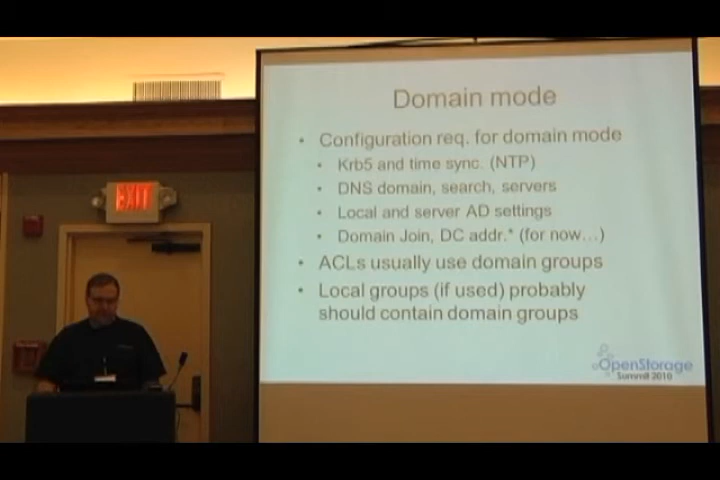 EXIT
Domain mode
• Configuration req. for domain mode
• Krb5 and time sync. (NTP)
• DNS domain, search, servers
• Local and server AD settings
• Domain Join, DC addr.* (for now…)
• ACLs usually use domain groups
• Local groups (if used) probably
should contain domain groups
OpenStorage
Summit 2010